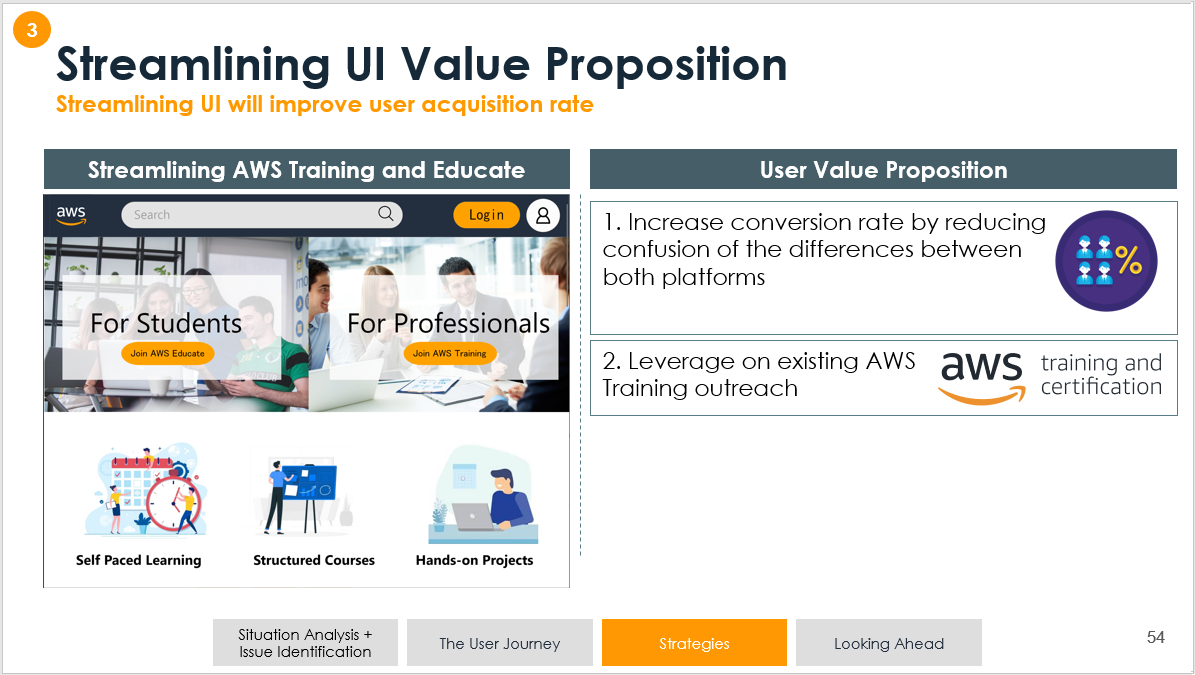 3
Streamlining UI Value Proposition
Streamlining UI will improve user acquisition rate
Streamlining AWS Training and Educate
aws
Search
Login
For Students
Join AWS Educate
For Professionals
Join AWS Training
Self Paced Learning
Structured Courses
Hands-on Projects
User Value Proposition
1. Increase conversion rate by reducing
confusion of the differences between
both platforms
%
2. Leverage on existing AWS
Training outreach
aws
training and
certification
Situation Analysis +
Issue Identification
The User Journey
Strategies
Looking Ahead
54